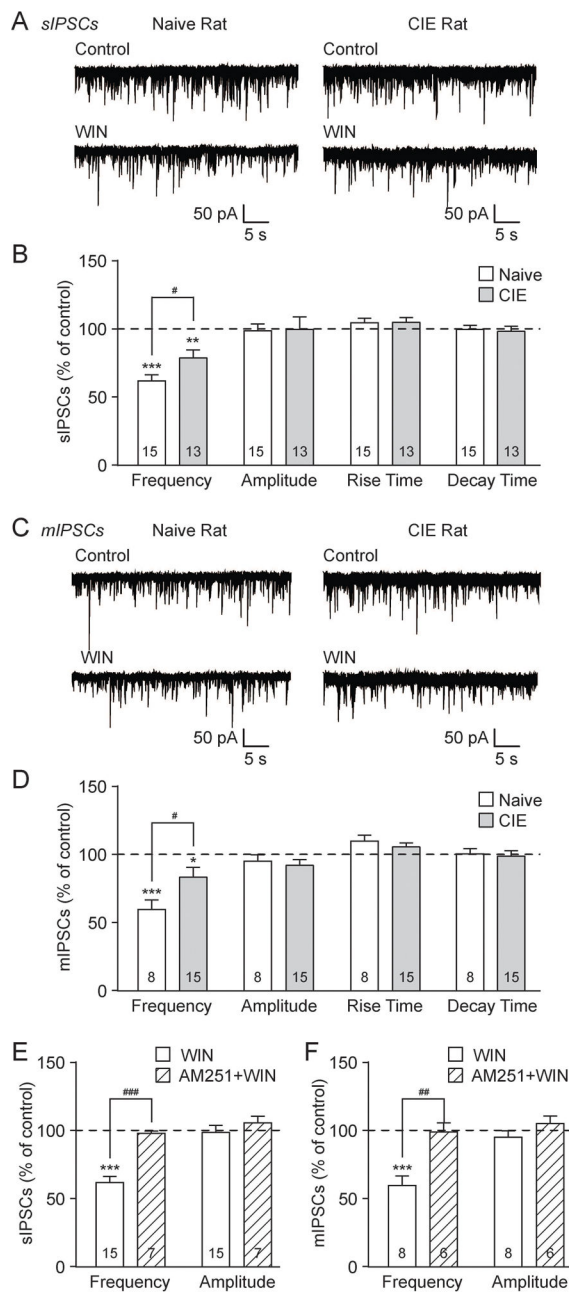 A sIPSCs Naive Rat CIE Rat
Control
WIN
50 pA 50 pA
5 s 5 s
B
150
100
50
0
sIPSCs (% of control)
Naive
CIE
#
*** **
15 13 15 13 15 13 15 13
Frequency Amplitude Rise Time Decay Time
C mIPSCs Naive Rat CIE Rat
Control Control
WIN WIN
50 pA 50 pA
5 s 5 s
D
150
100
50
0
mIPSCs (% of control)
Naive
CIE
#
*** *
8 15 8 15 8 15 8 15
Frequency Amplitude Rise Time Decay Time
E
WIN
AM251+WIN
150
100
50
0
sIPSCs (% of control)
###
***
15 7 15 7
Frequency Amplitude
F
WIN
AM251+WIN
150
100
50
0
mIPSCs (% of control)
##
***
8 6 8 6
Frequency Amplitude